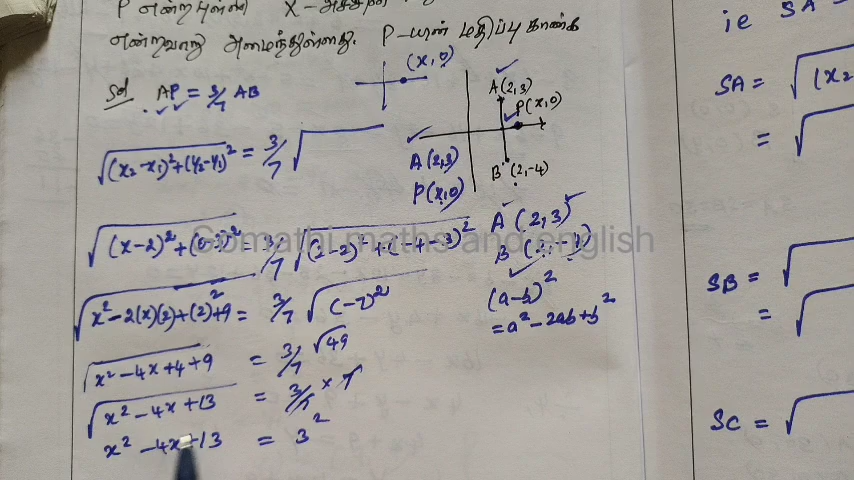 P என்ற புள்ளி X-அச்சின்
என்றவாறு அமைந்துள்ளது. P-யின் மதிப்பு காண்க
Sol AP = 3/7 AB
(x, 0)
A(2,3)
P(x,0)
B (2,-4)
√(x₂-x₁)²+(y₂-y₁)² = 3/7 √
A(2,3)
P(x,0)
√(x-2)²+(0-3)² = 3/7 √(2-2)²+(-4-3)²
A (2,3)
B (2,-4)
√x²-2(x)(2)+(2)²+9 = 3/7 √(-7)²
(a-b)²
= a²-2ab+b²
√x²-4x+4+9 = 3/7 √49
√x²-4x+13 = 3/7 × 7
x²-4x+13 = 3²
ie SA =
SA = √(x₂
= √
SB = √
= √
SC = √
Gomathi maths and english